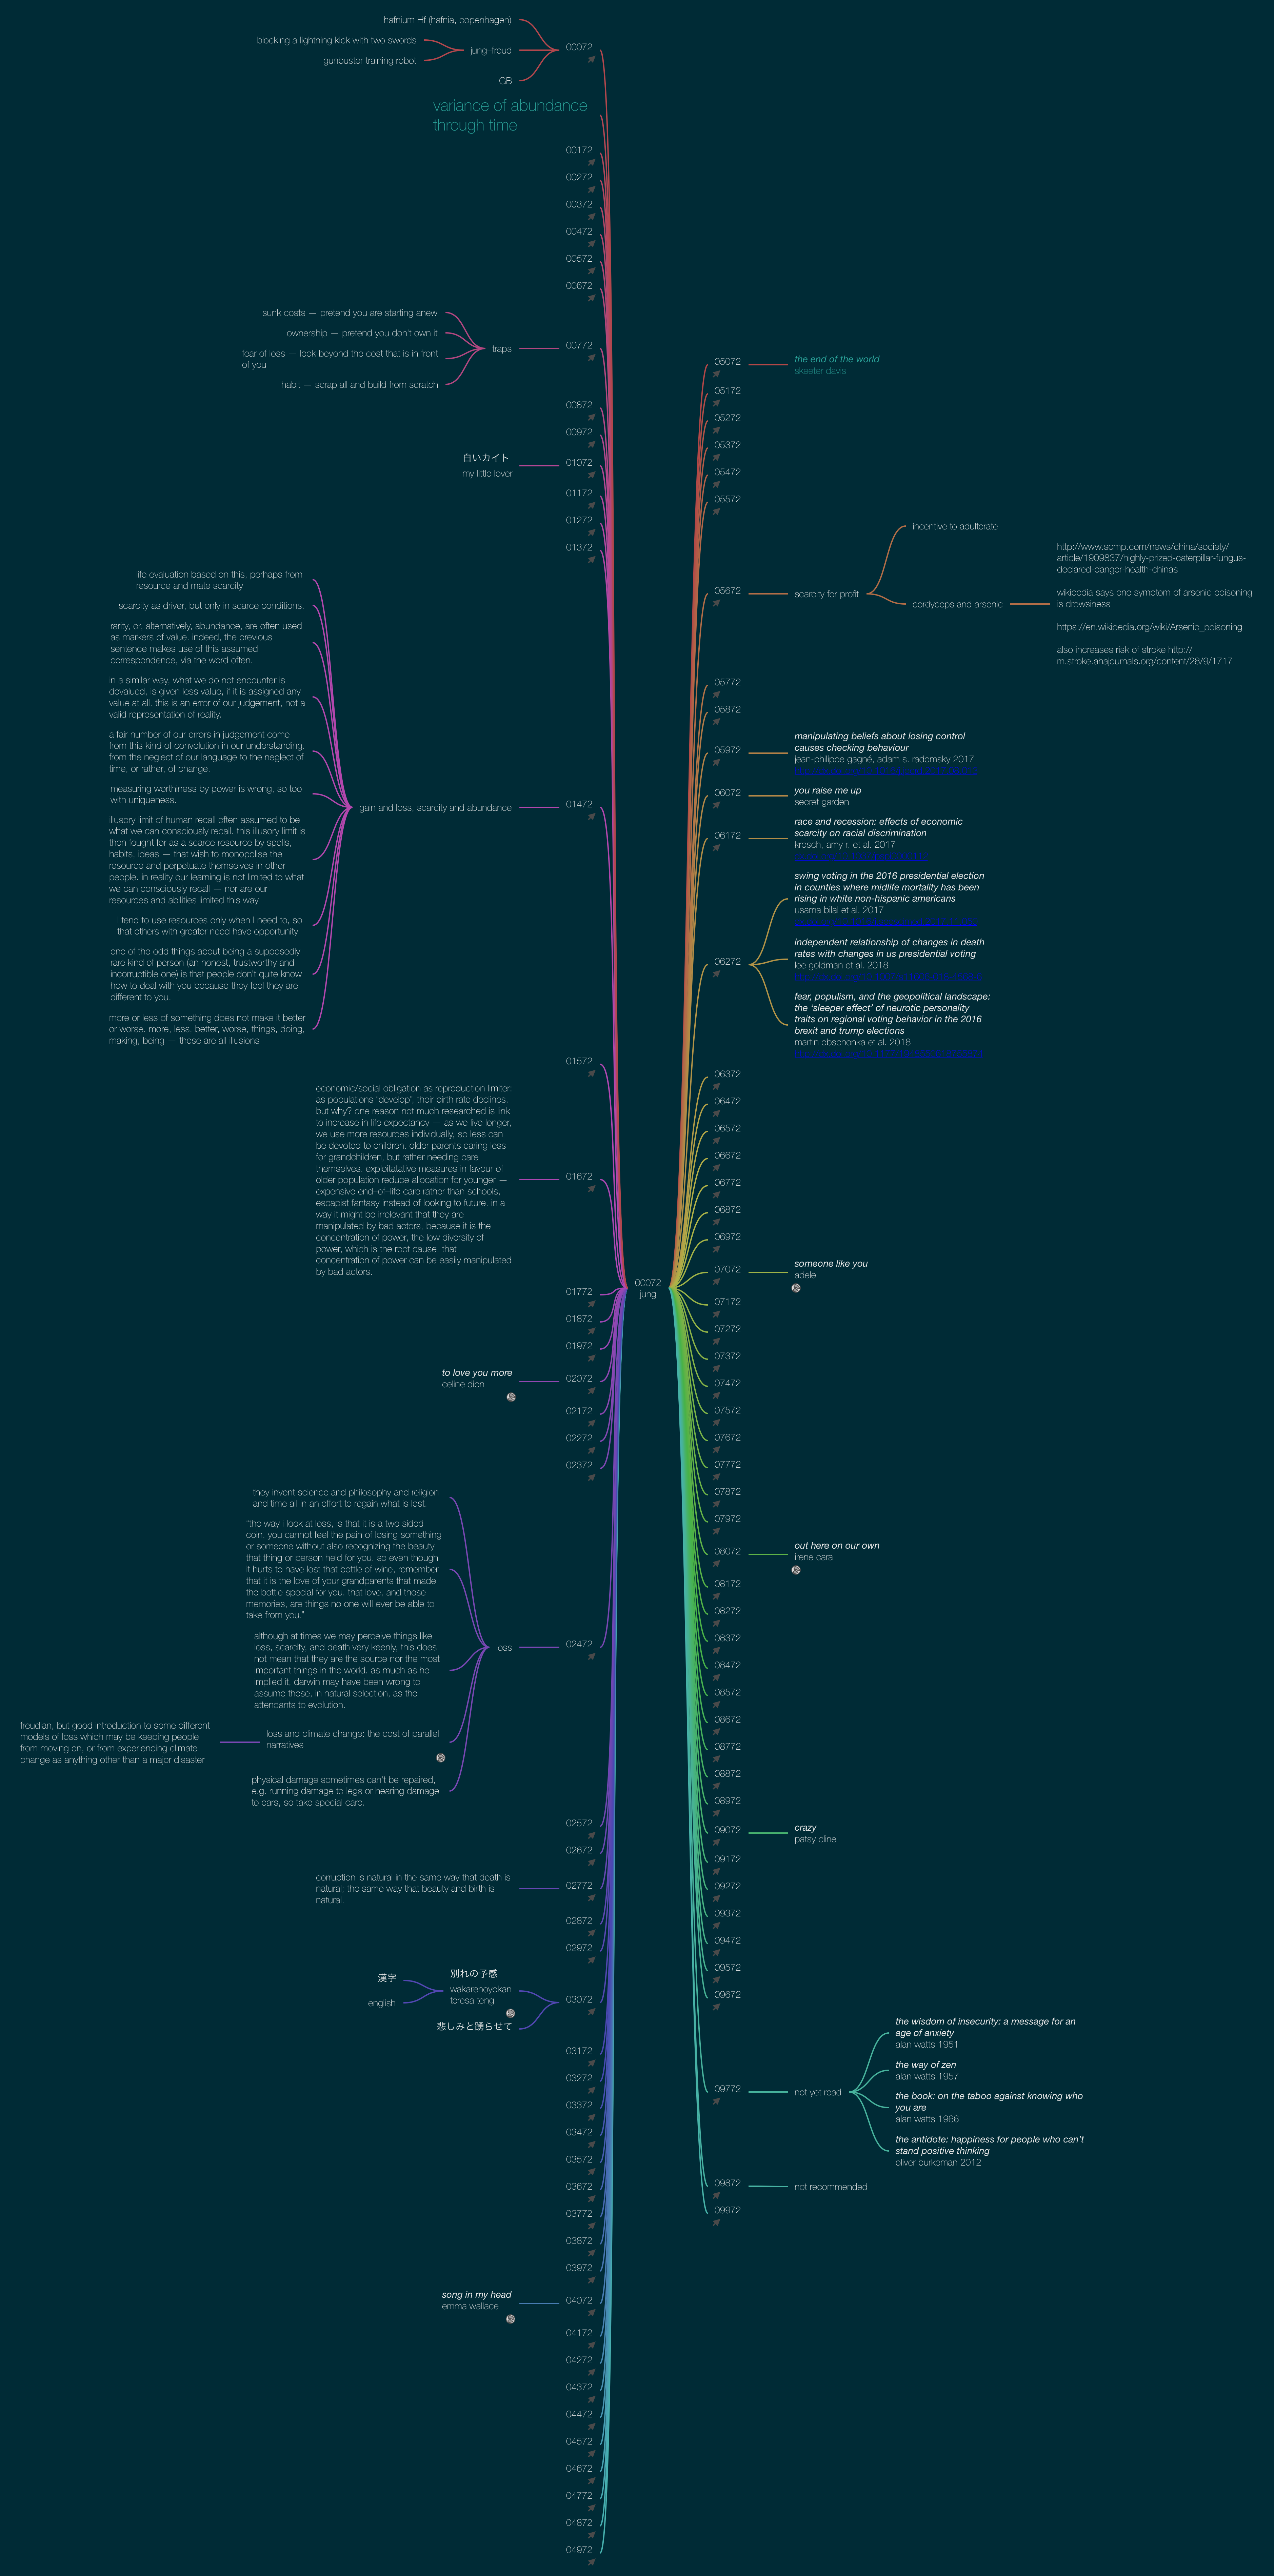 hafnium Hf (hafnia, copenhagen)
blocking a lightning kick with two swords
gunbuster training robot
jung–freud
GB
00072
variance of abundance
through time
00172
00272
00372
00472
00572
00672
sunk costs — pretend you are starting anew
ownership — pretend you don't own it
fear of loss — look beyond the cost that is in front
of you
habit — scrap all and build from scratch
traps
00772
00872
00972
白いカイト
my little lover
01072
01172
01272
01372
life evaluation based on this, perhaps from
resource and mate scarcity
scarcity as driver, but only in scarce conditions.
rarity, or, alternatively, abundance, are often used
as markers of value. indeed, the previous
sentence makes use of this assumed
correspondence, via the word often.
in a similar way, what we do not encounter is
devalued, is given less value, if it is assigned any
value at all. this is an error of our judgement, not a
valid representation of reality.
a fair number of our errors in judgement come
from this kind of convolution in our understanding.
from the neglect of our language to the neglect of
time, or rather, of change.
measuring worthiness by power is wrong, so too
with uniqueness.
illusory limit of human recall often assumed to be
what we can consciously recall. this illusory limit is
then fought for as a scarce resource by spells,
habits, ideas — that wish to monopolise the
resource and perpetuate themselves in other
people. in reality our learning is not limited to what
we can consciously recall — nor are our
resources and abilities limited this way
I tend to use resources only when I need to, so
that others with greater need have opportunity
one of the odd things about being a supposedly
rare kind of person (an honest, trustworthy and
incorruptible one) is that people don't quite know
how to deal with you because they feel they are
different to you.
more or less of something does not make it better
or worse. more, less, better, worse, things, doing,
making, being — these are all illusions
gain and loss, scarcity and abundance
01472
01572
economic/social obligation as reproduction limiter:
as populations "develop", their birth rate declines.
but why? one reason not much researched is link
to increase in life expectancy — as we live longer,
we use more resources individually, so less can
be devoted to children. older parents caring less
for grandchildren, but rather needing care
themselves. exploitatative measures in favour of
older population reduce allocation for younger —
expensive end–of–life care rather than schools,
escapist fantasy instead of looking to future. in a
way it might be irrelevant that they are
manipulated by bad actors, because it is the
concentration of power, the low diversity of
power, which is the root cause. that
concentration of power can be easily manipulated
by bad actors.
01672
01772
01872
01972
to love you more
celine dion
02072
02172
02272
02372
they invent science and philosophy and religion
and time all in an effort to regain what is lost.
"the way i look at loss, is that it is a two sided
coin. you cannot feel the pain of losing something
or someone without also recognizing the beauty
that thing or person held for you. so even though
it hurts to have lost that bottle of wine, remember
that it is the love of your grandparents that made
the bottle special for you. that love, and those
memories, are things no one will ever be able to
take from you."
although at times we may perceive things like
loss, scarcity, and death very keenly, this does
not mean that they are the source nor the most
important things in the world. as much as he
implied it, darwin may have been wrong to
assume these, in natural selection, as the
attendants to evolution.
freudian, but good introduction to some different
models of loss which may be keeping people
from moving on, or from experiencing climate
change as anything other than a major disaster
loss and climate change: the cost of parallel
narratives
physical damage sometimes can't be repaired,
e.g. running damage to legs or hearing damage
to ears, so take special care.
loss
02472
02572
02672
corruption is natural in the same way that death is
natural; the same way that beauty and birth is
natural.
02772
02872
02972
漢字
english
別れの予感
wakarenoyokan
teresa teng
悲しみと踊らせて
03072
03172
03272
03372
03472
03572
03672
03772
03872
03972
song in my head
emma wallace
04072
04172
04272
04372
04472
04572
04672
04772
04872
04972
00072
jung
05072
the end of the world
skeeter davis
05172
05272
05372
05472
05572
05672
scarcity for profit
incentive to adulterate
cordyceps and arsenic
http://www.scmp.com/news/china/society/
article/1909837/highly-prized-caterpillar-fungus-
declared-danger-health-chinas
wikipedia says one symptom of arsenic poisoning
is drowsiness
https://en.wikipedia.org/wiki/Arsenic_poisoning
also increases risk of stroke http://
m.stroke.ahajournals.org/content/28/9/1717
05772
05872
05972
manipulating beliefs about losing control
causes checking behaviour
jean-philippe gagné, adam s. radomsky 2017
06072
you raise me up
secret garden
06172
race and recession: effects of economic
scarcity on racial discrimination
krosch, amy r. et al. 2017
06272
swing voting in the 2016 presidential election
in counties where midlife mortality has been
rising in white non-hispanic americans
usama bilal et al. 2017
independent relationship of changes in death
rates with changes in us presidential voting
lee goldman et al. 2018
fear, populism, and the geopolitical landscape:
the 'sleeper effect' of neurotic personality
traits on regional voting behavior in the 2016
brexit and trump elections
martin obschonka et al. 2018
06372
06472
06572
06672
06772
06872
06972
07072
someone like you
adele
07172
07272
07372
07472
07572
07672
07772
07872
07972
08072
out here on our own
irene cara
08172
08272
08372
08472
08572
08672
08772
08872
08972
09072
crazy
patsy cline
09172
09272
09372
09472
09572
09672
09772
not yet read
the wisdom of insecurity: a message for an
age of anxiety
alan watts 1951
the way of zen
alan watts 1957
the book: on the taboo against knowing who
you are
alan watts 1966
the antidote: happiness for people who can't
stand positive thinking
oliver burkeman 2012
09872
not recommended
09972